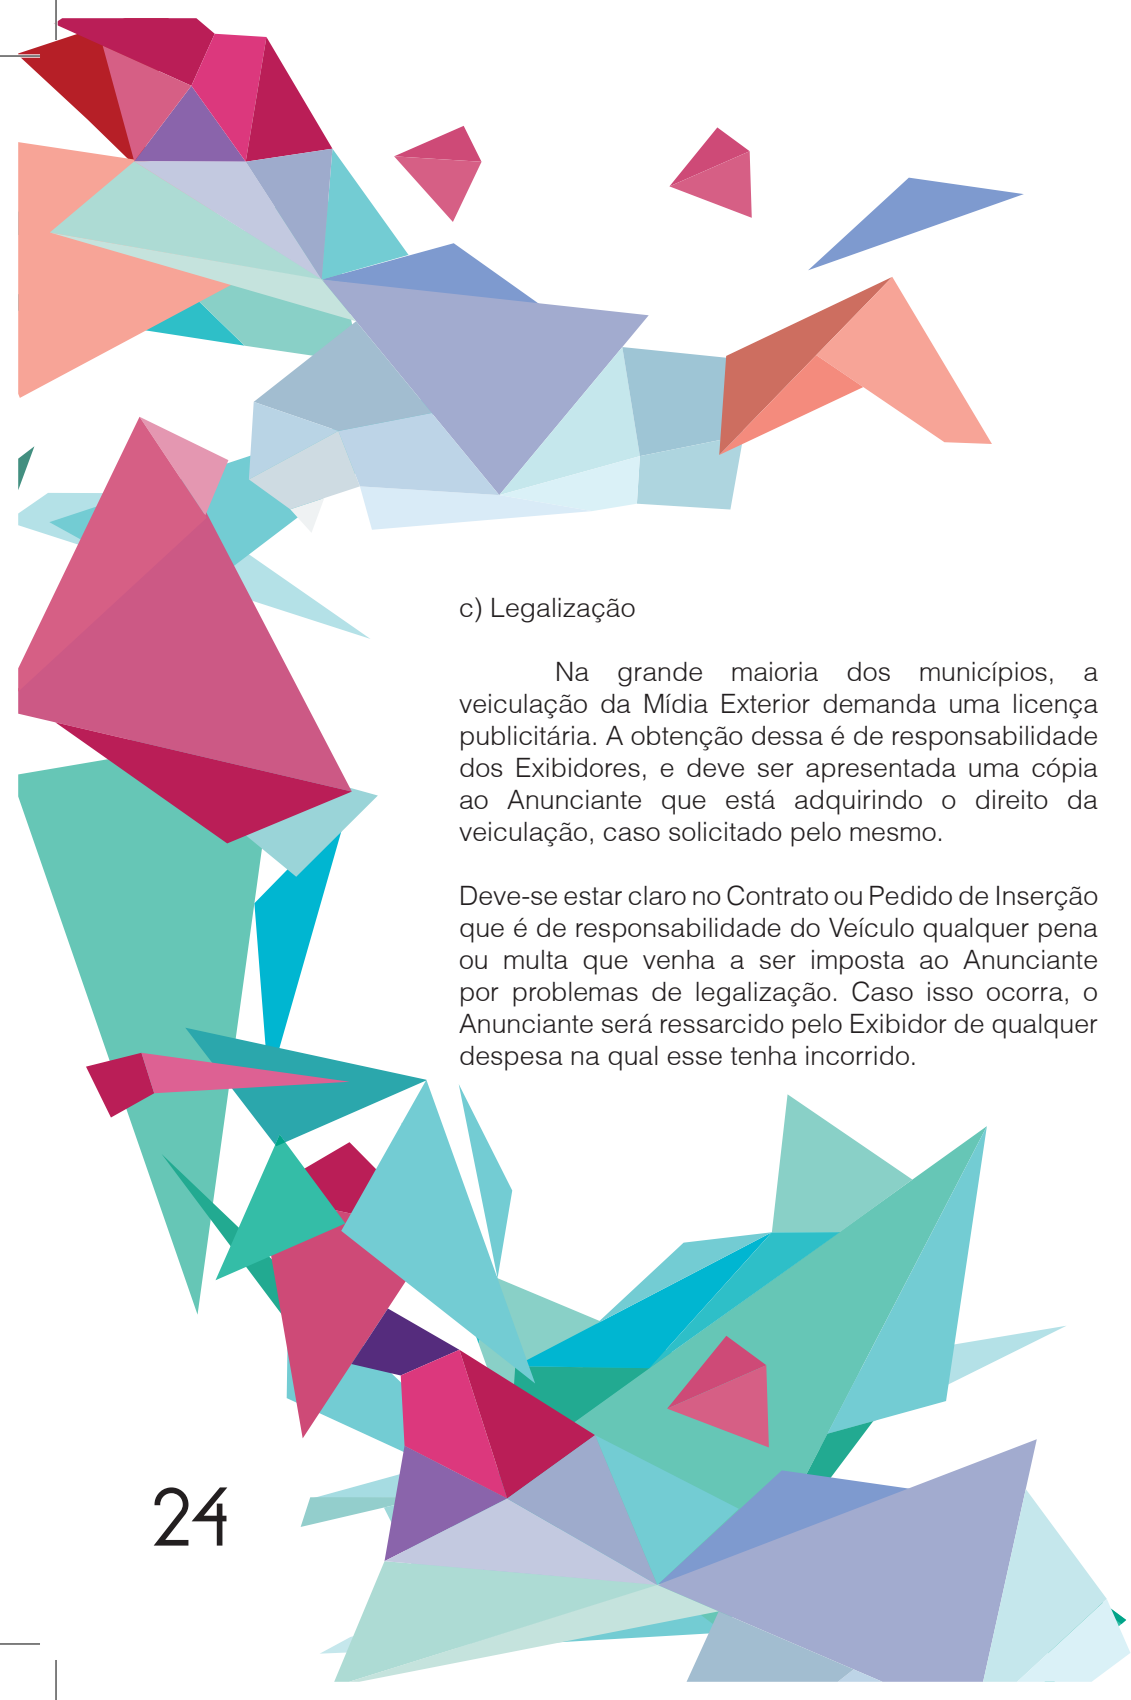 c) Legalização
Na grande maioria dos municípios, a
veiculação da Mídia Exterior demanda uma licença
publicitária. A obtenção dessa é de responsabilidade
dos Exibidores, e deve ser apresentada uma cópia
ao Anunciante que está adquirindo o direito da
veiculação, caso solicitado pelo mesmo.
Deve-se estar claro no Contrato ou Pedido de Inserção
que é de responsabilidade do Veículo qualquer pena
ou multa que venha a ser imposta ao Anunciante
por problemas de legalização. Caso isso ocorra, o
Anunciante será ressarcido pelo Exibidor de qualquer
despesa na qual esse tenha incorrido.
24